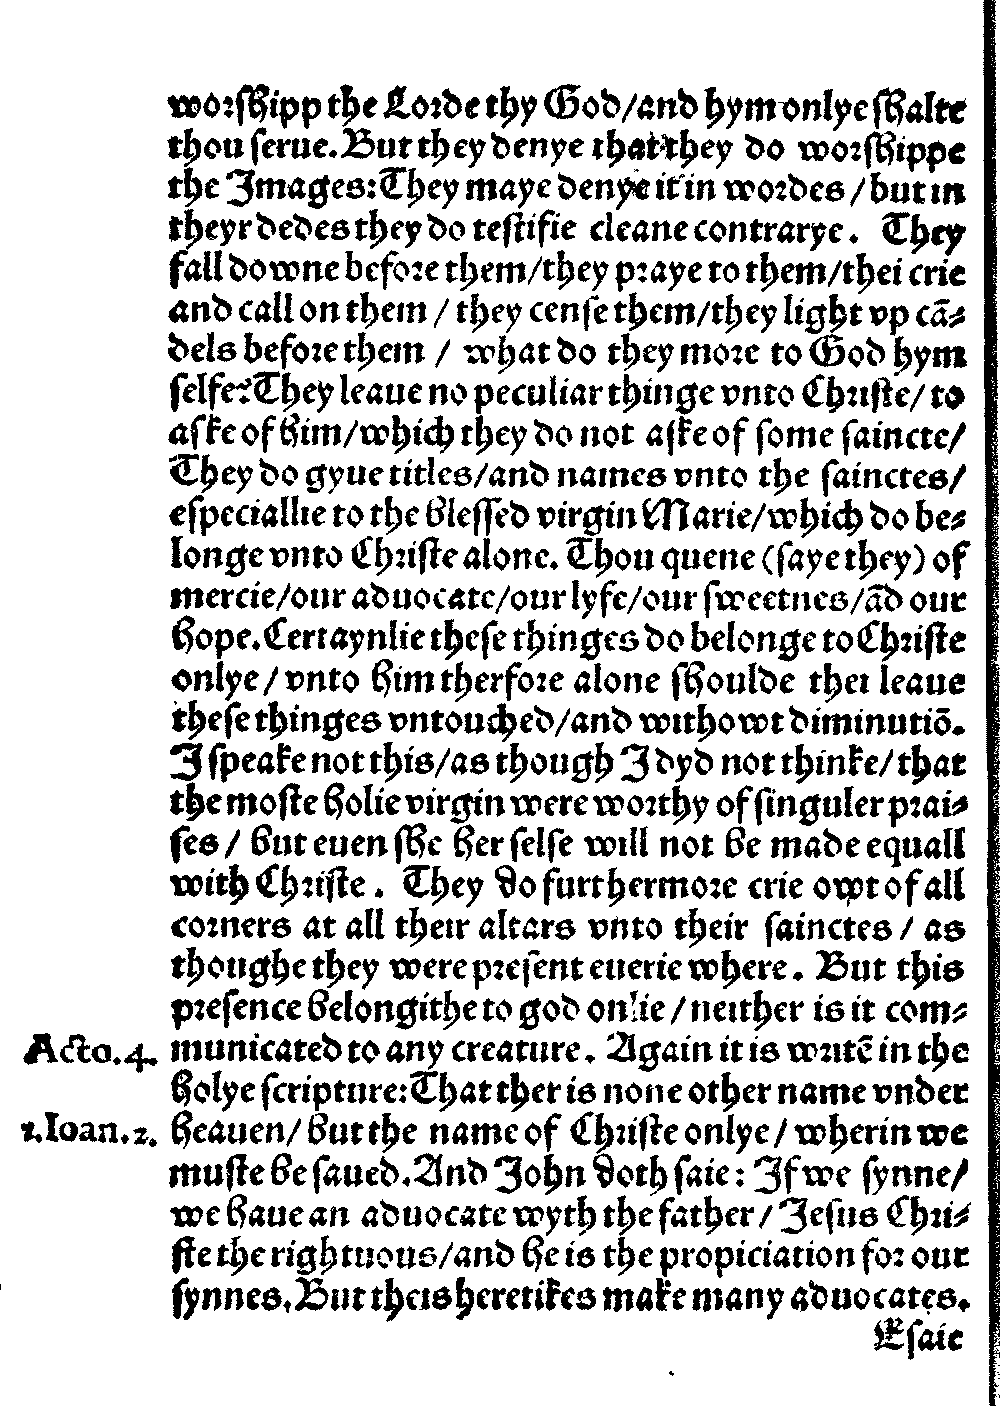 worshipp the Lorde thy God/and hym onlye shalte
thou serue.But they denye that they do worshippe
the Images:They maye denye it in wordes/but in
theyr dedes they do testifie cleane contrarye. They
fall downe before them/they praye to them/thei crie
and call on them/they cense them/they light vp cā⸗
dels before them/what do they more to God hym
selfe?They leaue no peculiar thinge vnto Christe/to
aske of him/which they do not aske of some saincte/
They do gyue titles/and names vnto the sainctes/
especiallie to the blessed virgin Marie/which do be⸗
longe vnto Christe alone. Thou quene (saye they) of
mercie/our aduocate/our lyfe/our sweetnes/ād our
hope.Certaynlie these thinges do belonge to Christe
onlye/vnto him therfore alone shoulde thei leaue
these thinges vntouched/and withowt diminutiō.
I speake not this/as though I dyd not thinke/that
the moste holie virgin were worthy of singuler prai⸗
ses/but euen she her selfe will not be made equall
with Christe. They do furthermore crie owt of all
corners at all their altars vnto their sainctes/as
thoughe they were present euerie where. But this
presence belongithe to god onlie/neither is it com⸗
Acto.4. municated to any creature. Again it is writē in the
holye scripture:That ther is none other name vnder
1.Ioan.2. heauen/but the name of Christe onlye/wherin we
muste be saued.And John doth saie: If we synne/
we haue an aduocate wyth the father/Jesus Chri⸗
ste the rightuous/and he is the propiciation for our
synnes.But theis heretikes make many aduocates.
Esaie